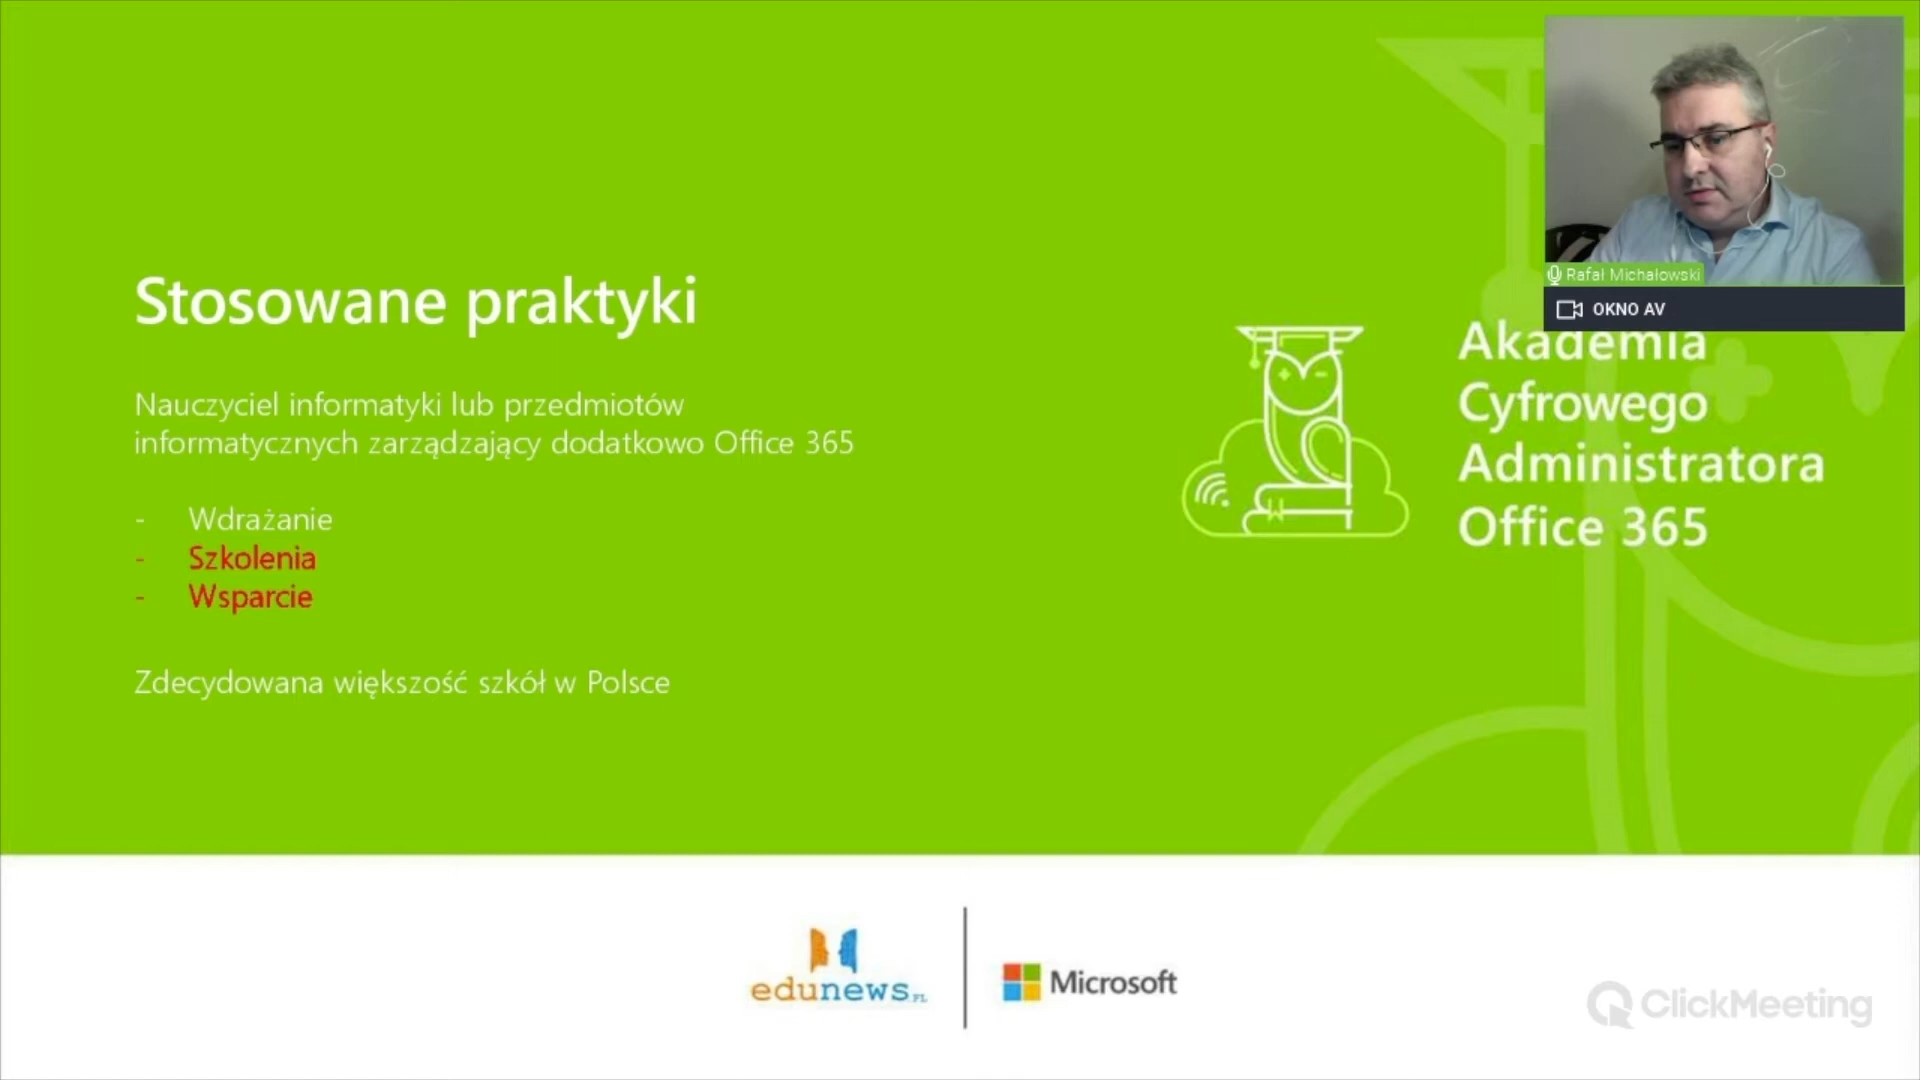 Stosowane praktyki
Nauczyciel informatyki lub przedmiotów
informatycznych zarządzający dodatkowo Office 365
- Wdrażanie
- Szkolenia
- Wsparcie
Zdecydowana większość szkół w Polsce
Rafał Michałowski
OKNO AV
Akademia
Cyfrowego
Administratora
Office 365
edunews.PL
Microsoft
ClickMeeting